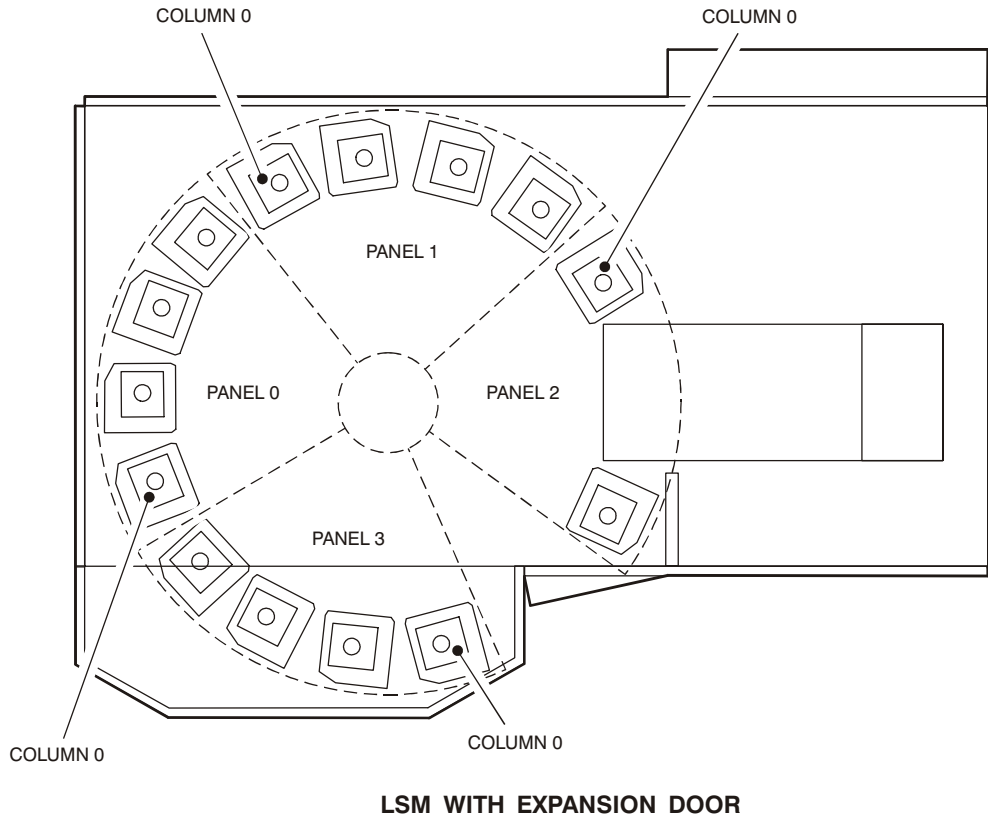 COLUMN 0
COLUMN 0
PANEL 1
PANEL 0
PANEL 2
PANEL 3
COLUMN 0
COLUMN 0
LSM WITH EXPANSION DOOR